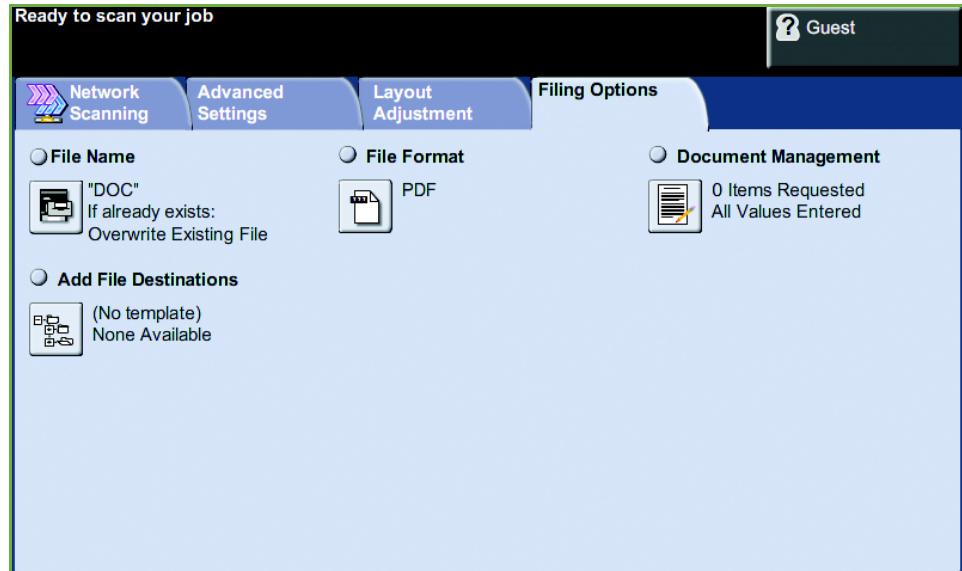 Ready to scan your job
Guest
Network
Scanning
Advanced
Settings
Layout
Adjustment
Filing Options
File Name
"DOC"
If already exists:
Overwrite Existing File
File Format
PDF
Document Management
0 Items Requested
All Values Entered
Add File Destinations
(No template)
None Available